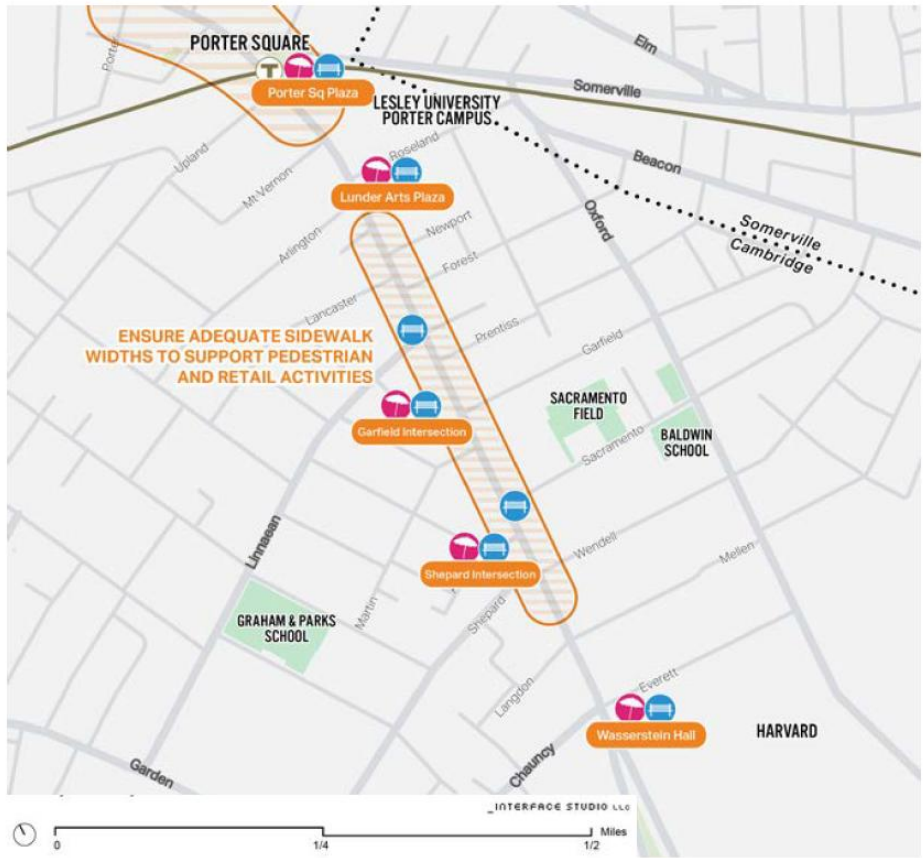 Elm
Porter
PORTER SQUARE
T
Porter Sq Plaza
Somerville
LESLEY UNIVERSITY
PORTER CAMPUS
Roseland
Upland
Mt Vernon
Beacon
Lunder Arts Plaza
Oxford
Newport
Arlington
Somerville
Cambridge
Forest
Lancaster
ENSURE ADEQUATE SIDEWALK
WIDTHS TO SUPPORT PEDESTRIAN
AND RETAIL ACTIVITIES
Prentiss
Garfield
SACRAMENTO
FIELD
Garfield Intersection
BALDWIN
SCHOOL
Sacramento
Linnaean
Wendell
Mellen
Shepard Intersection
Martin
Shepard
GRAHAM & PARKS
SCHOOL
Langdon
Everett
Wasserstein Hall
HARVARD
Chauncy
Garden
_INTERFACE STUDIO LLC
Miles
0
1/4
1/2